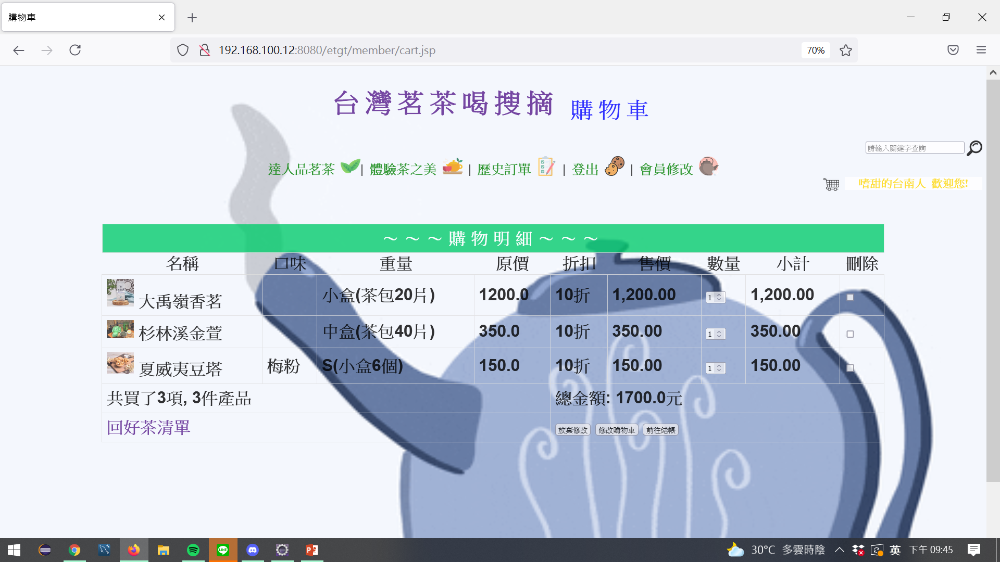 購物車
192.168.100.12:8080/etgt/member/cart.jsp
70%
台灣茗茶喝搜摘 購物車
請輸入關鍵字查詢
達人品茗茶 | 體驗茶之美 | 歷史訂單 | 登出 | 會員修改
嗜甜的台南人 歡迎您!
～～～購物明細～～～
名稱 口味 重量 原價 折扣 售價 數量 小計 刪除
大禹嶺香茗 小盒(茶包20片) 1200.0 10折 1,200.00 1 1,200.00
杉林溪金萱 中盒(茶包40片) 350.0 10折 350.00 1 350.00
夏威夷豆塔 梅粉 S(小盒6個) 150.0 10折 150.00 1 150.00
共買了3項, 3件產品 總金額: 1700.0元
回好茶清單 放棄修改 修改購物車 前往結帳
LINE
30°C 多雲時陰 英 下午 09:45